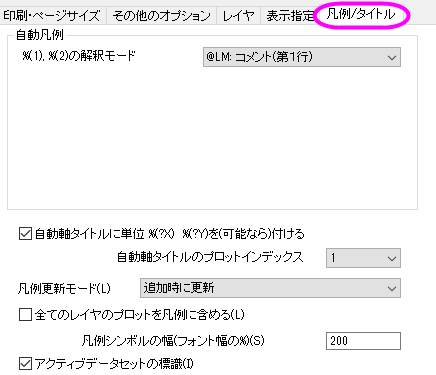 印刷・ページサイズ その他のオプション レイヤ 表示指定 凡例/タイトル
自動凡例
%(1), %(2)の解釈モード @LM: コメント(第1行)
自動軸タイトルに単位 %(?X) %(?Y)を(可能なら)付ける
自動軸タイトルのプロットインデックス 1
凡例更新モード(L) 追加時に更新
全てのレイヤのプロットを凡例に含める(L)
凡例シンボルの幅(フォント幅の%)(S) 200
アクティブデータセットの標識(I)